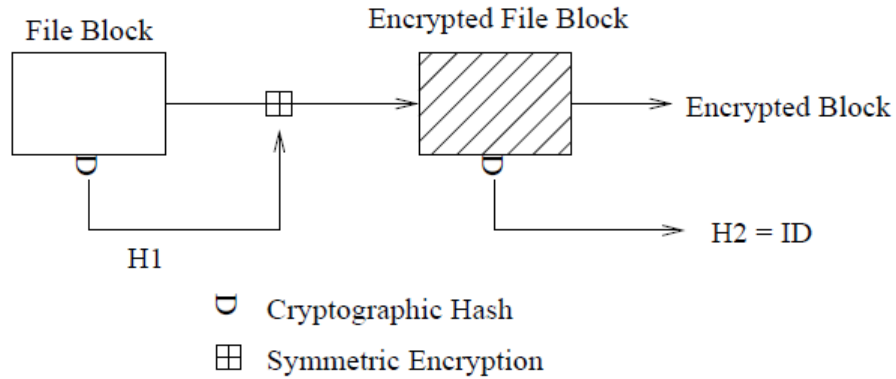 File Block
Encrypted File Block
Encrypted Block
H1
H2 = ID
D Cryptographic Hash
Symmetric Encryption